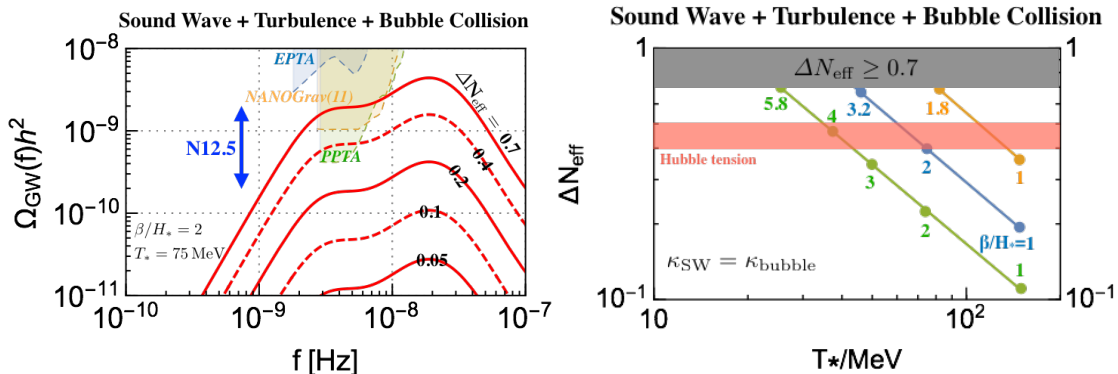 Sound Wave + Turbulence + Bubble Collision
10^-8
10^-9
10^-10
10^-11
Ω_GW(f)h^2
EPTA
NANOGrav(11)
PPTA
N12.5
ΔN_eff = 0.7
0.4
0.2
0.1
0.05
β/H_* = 2
T_* = 75 MeV
10^-10
10^-9
10^-8
10^-7
f [Hz]
Sound Wave + Turbulence + Bubble Collision
1
10^-1
ΔN_eff
ΔN_eff ≥ 0.7
5.8
3.2
1.8
4
Hubble tension
3
2
1
2
β/H*=1
κ_SW = κ_bubble
1
1
10^-1
10
10^2
T*/MeV